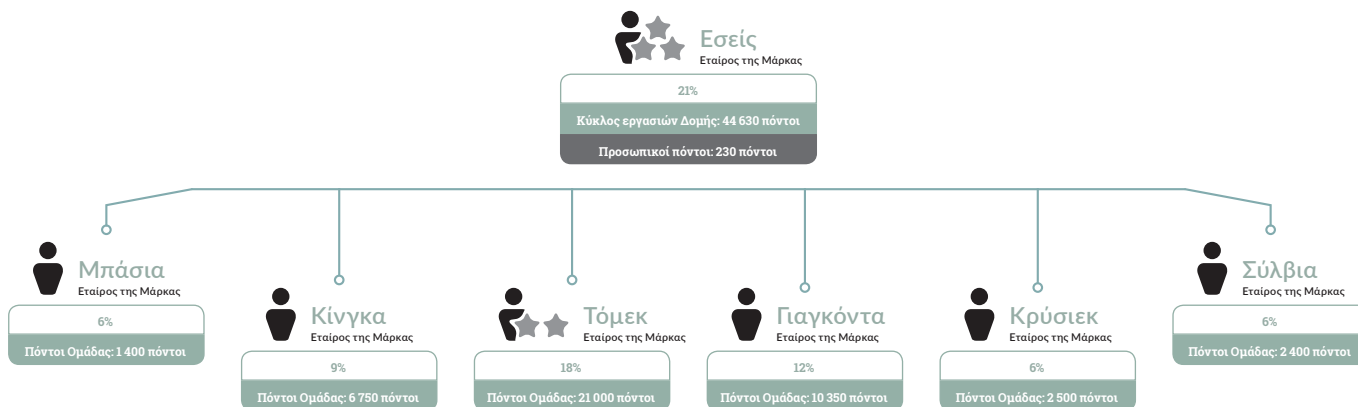 Εσείς
Εταίρος της Μάρκας
21%
Κύκλος εργασιών Δομής: 44 630 πόντοι
Προσωπικοί πόντοι: 230 πόντοι
Μπάσια
Εταίρος της Μάρκας
6%
Πόντοι Ομάδας: 1 400 πόντοι
Κίνγκα
Εταίρος της Μάρκας
9%
Πόντοι Ομάδας: 6 750 πόντοι
Τόμεκ
Εταίρος της Μάρκας
18%
Πόντοι Ομάδας: 21 000 πόντοι
Γιαγκόντα
Εταίρος της Μάρκας
12%
Πόντοι Ομάδας: 10 350 πόντοι
Κρύσιεκ
Εταίρος της Μάρκας
6%
Πόντοι Ομάδας: 2 500 πόντοι
Σύλβια
Εταίρος της Μάρκας
6%
Πόντοι Ομάδας: 2 400 πόντοι